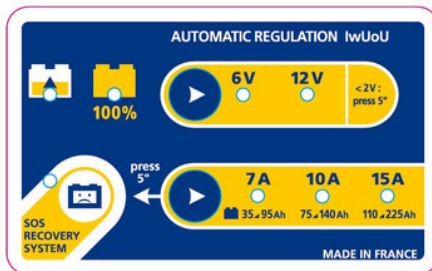 AUTOMATIC REGULATION IwUoU
6V 12V
< 2V :
press 5"
100%
press
5"
7A 10A 15A
35⊿95Ah 75⊿140Ah 110⊿225Ah
SOS
RECOVERY
SYSTEM
MADE IN FRANCE